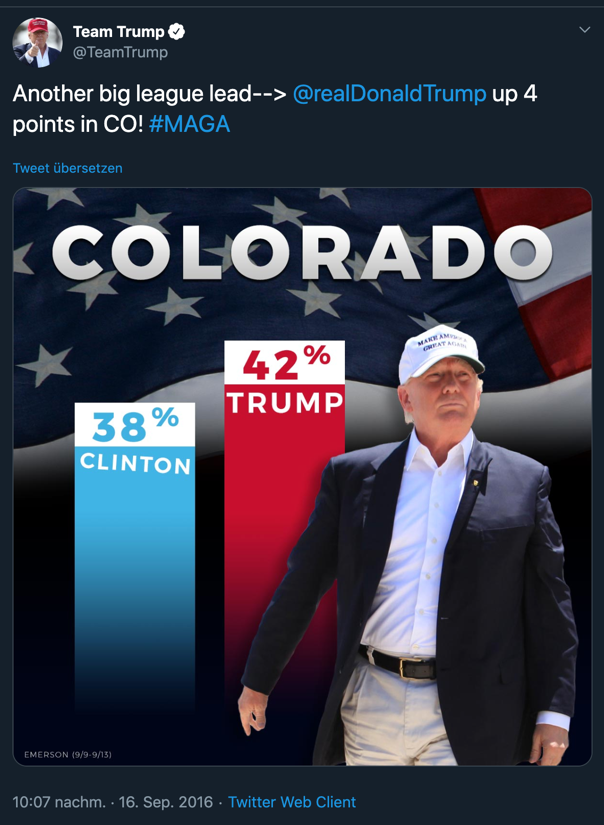 Team Trump
@TeamTrump
Another big league lead--> @realDonaldTrump up 4
points in CO! #MAGA
Tweet übersetzen
COLORADO
MAKE AMERICA
GREAT AGAIN
42%
TRUMP
38%
CLINTON
EMERSON (9/9-9/13)
10:07 nachm. · 16. Sep. 2016 · Twitter Web Client